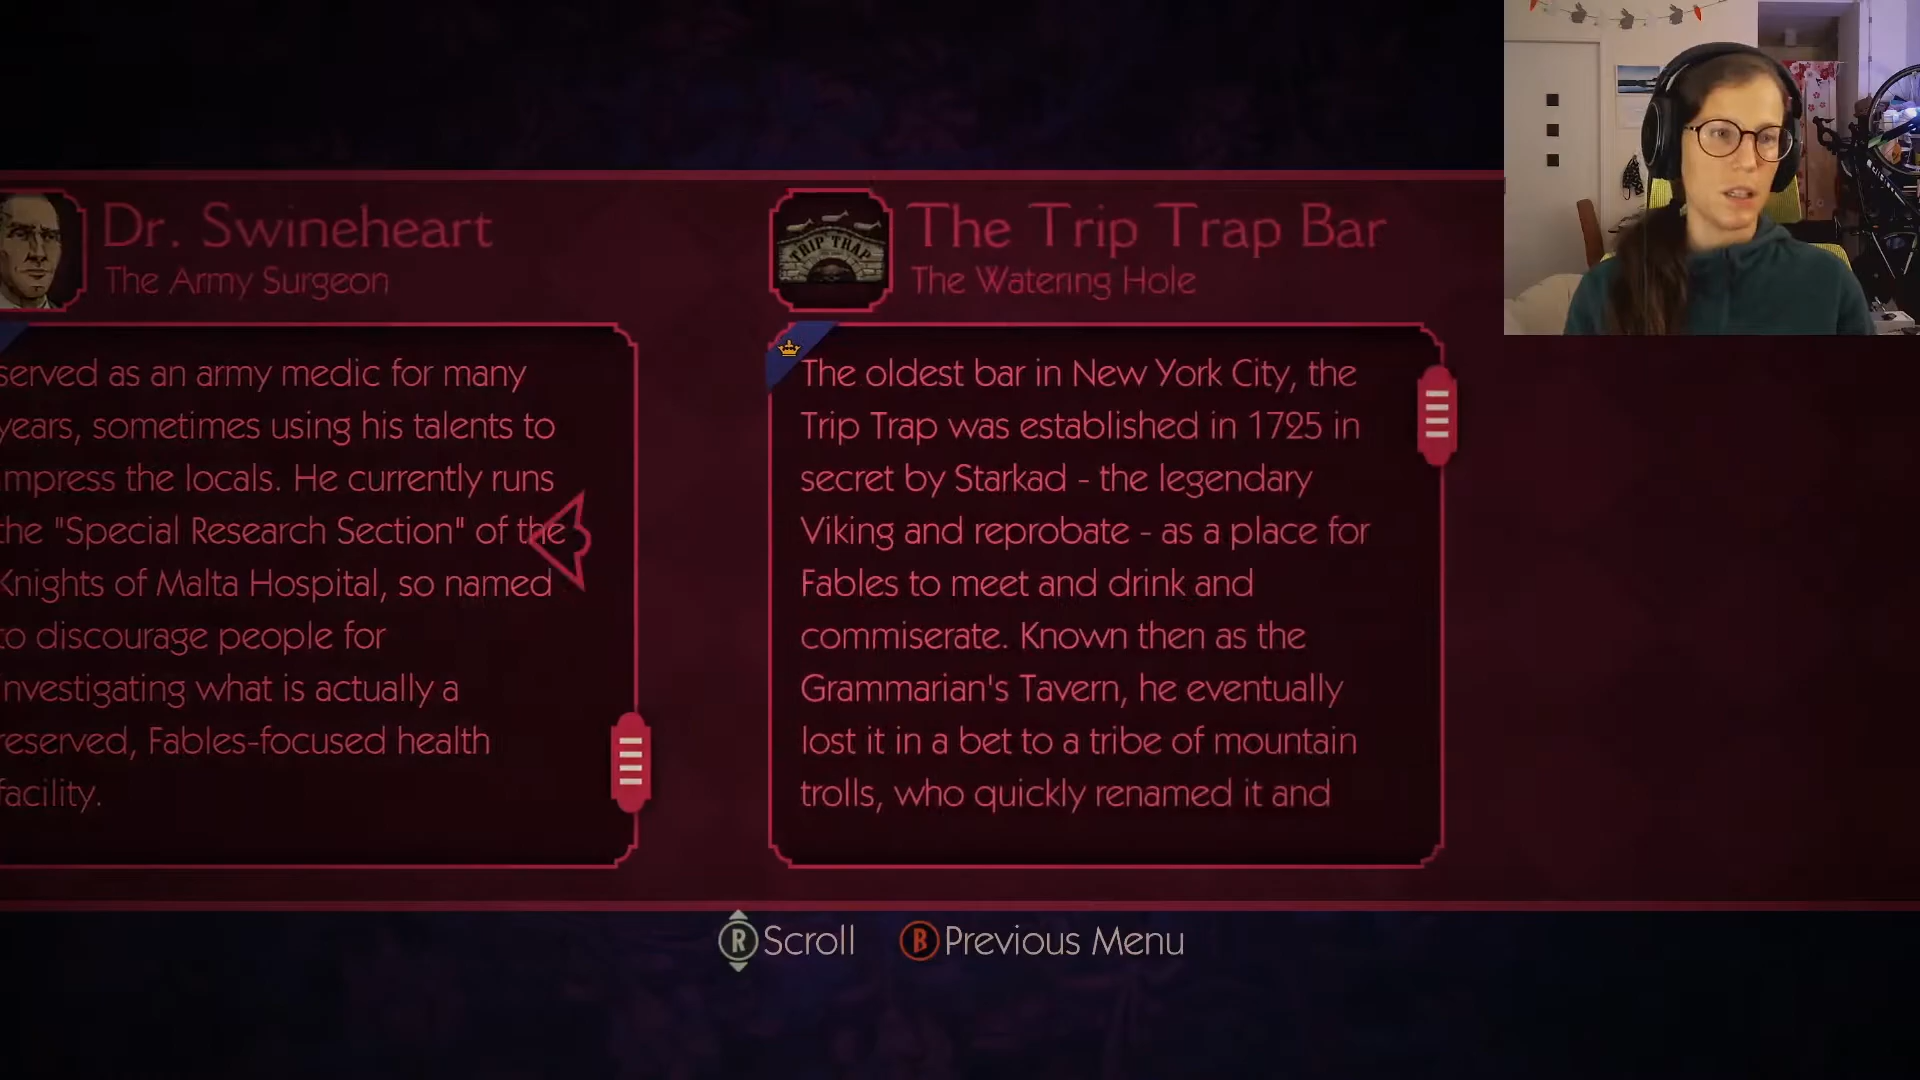 Dr. Swineheart
The Army Surgeon
served as an army medic for many
years, sometimes using his talents to
impress the locals. He currently runs
the "Special Research Section" of the
Knights of Malta Hospital, so named
to discourage people for
investigating what is actually a
reserved, Fables-focused health
facility.
TRIP TRAP
The Trip Trap Bar
The Watering Hole
The oldest bar in New York City, the
Trip Trap was established in 1725 in
secret by Starkad - the legendary
Viking and reprobate - as a place for
Fables to meet and drink and
commiserate. Known then as the
Grammarian's Tavern, he eventually
lost it in a bet to a tribe of mountain
trolls, who quickly renamed it and
R Scroll
B Previous Menu